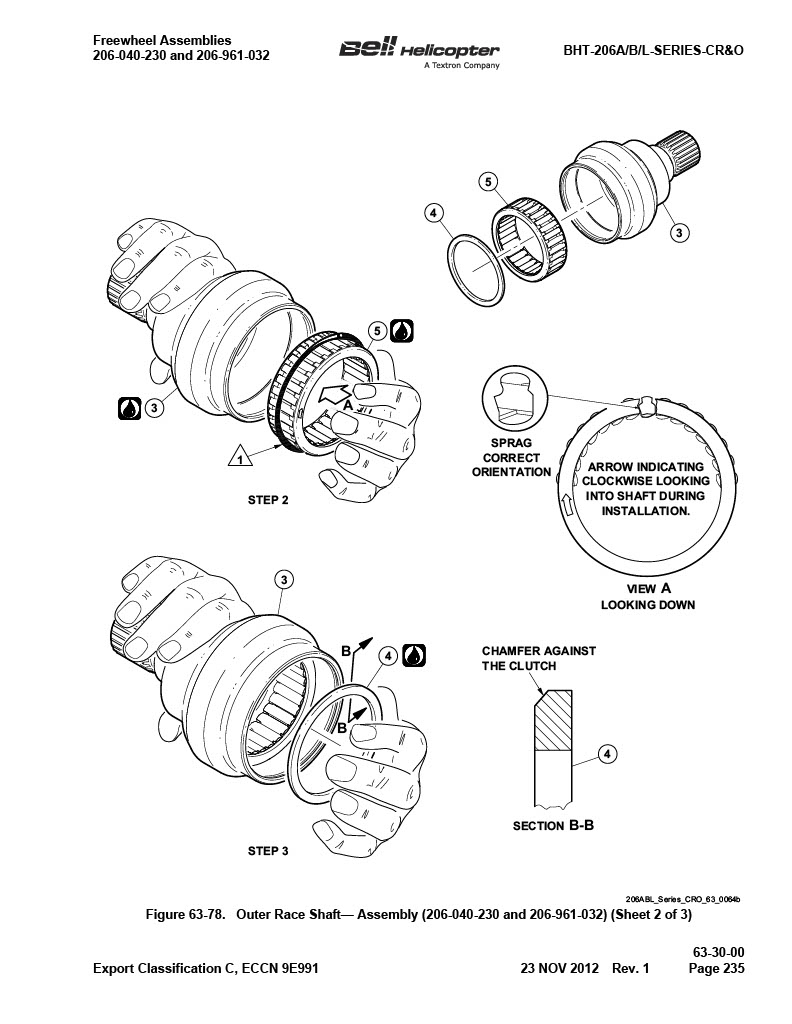 Freewheel Assemblies
206-040-230 and 206-961-032
Bell Helicopter
A Textron Company
BHT-206A/B/L-SERIES-CR&O
5
4
3
5
3
A
1
STEP 2
SPRAG
CORRECT
ORIENTATION
ARROW INDICATING
CLOCKWISE LOOKING
INTO SHAFT DURING
INSTALLATION.
VIEW A
LOOKING DOWN
3
B
4
B
STEP 3
CHAMFER AGAINST
THE CLUTCH
4
SECTION B-B
206ABL_Series_CRO_63_0064b
Figure 63-78. Outer Race Shaft— Assembly (206-040-230 and 206-961-032) (Sheet 2 of 3)
63-30-00
Export Classification C, ECCN 9E991
23 NOV 2012 Rev. 1 Page 235